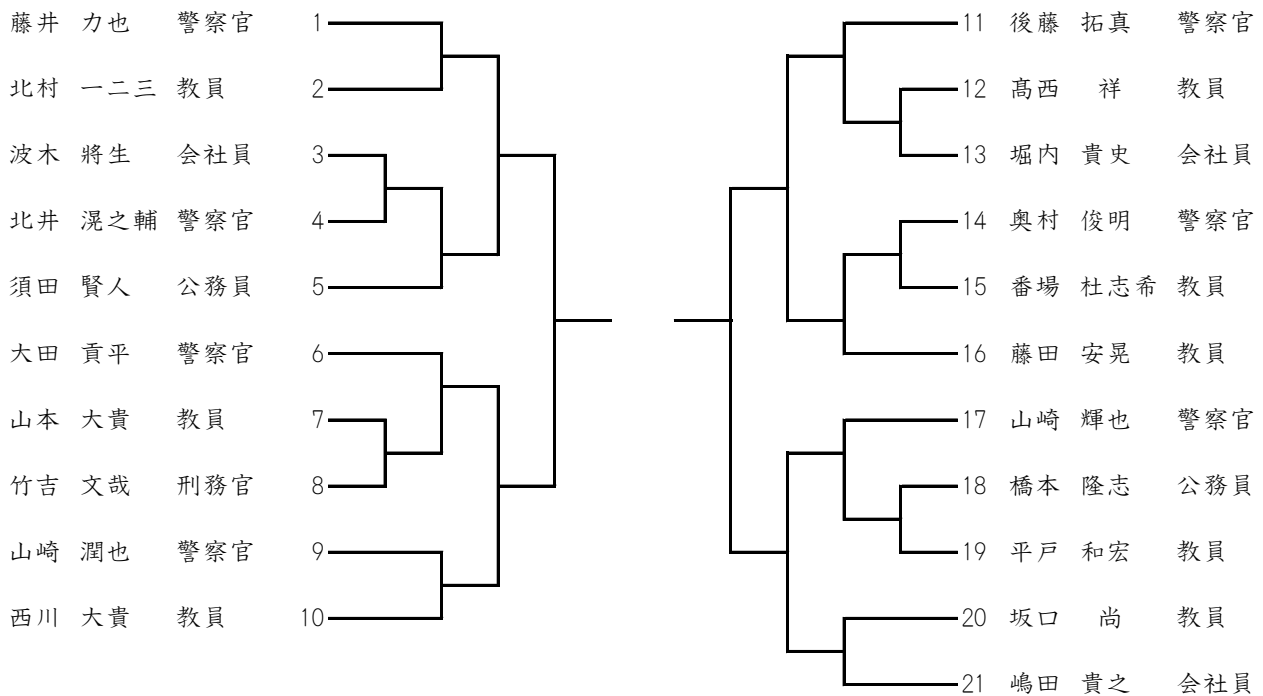 藤井 力也 警察官 1
北村 一二三 教員 2
波木 將生 会社員 3
北井 滉之輔 警察官 4
須田 賢人 公務員 5
大田 貢平 警察官 6
山本 大貴 教員 7
竹吉 文哉 刑務官 8
山崎 潤也 警察官 9
西川 大貴 教員 10
11 後藤 拓真 警察官
12 髙西 祥 教員
13 堀内 貴史 会社員
14 奥村 俊明 警察官
15 番場 杜志希 教員
16 藤田 安晃 教員
17 山崎 輝也 警察官
18 橋本 隆志 公務員
19 平戸 和宏 教員
20 坂口 尚 教員
21 嶋田 貴之 会社員